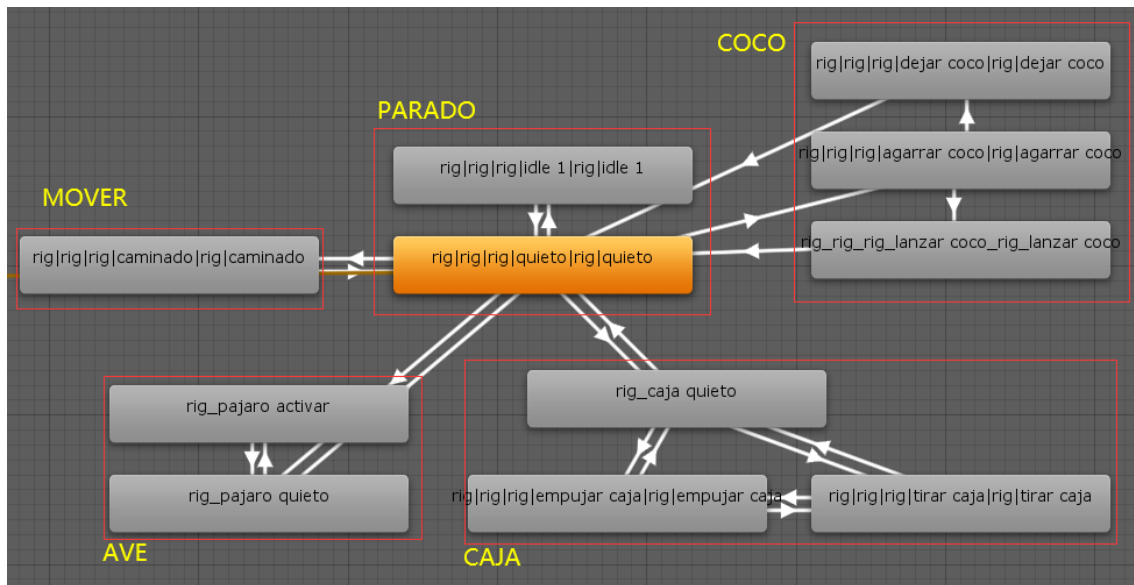 COCO
rig|rig|rig|dejar coco|rig|dejar coco
PARADO
rig|rig|rig|agarrar coco|rig|agarrar coco
rig|rig|rig|idle 1|rig|idle 1
MOVER
rig_rig_rig_lanzar coco_rig_lanzar coco
rig|rig|rig|caminado|rig|caminado
rig|rig|rig|quieto|rig|quieto
rig_pajaro activar
rig_caja quieto
rig_pajaro quieto
rig|rig|rig|empujar caja|rig|empujar caja
rig|rig|rig|tirar caja|rig|tirar caja
AVE
CAJA